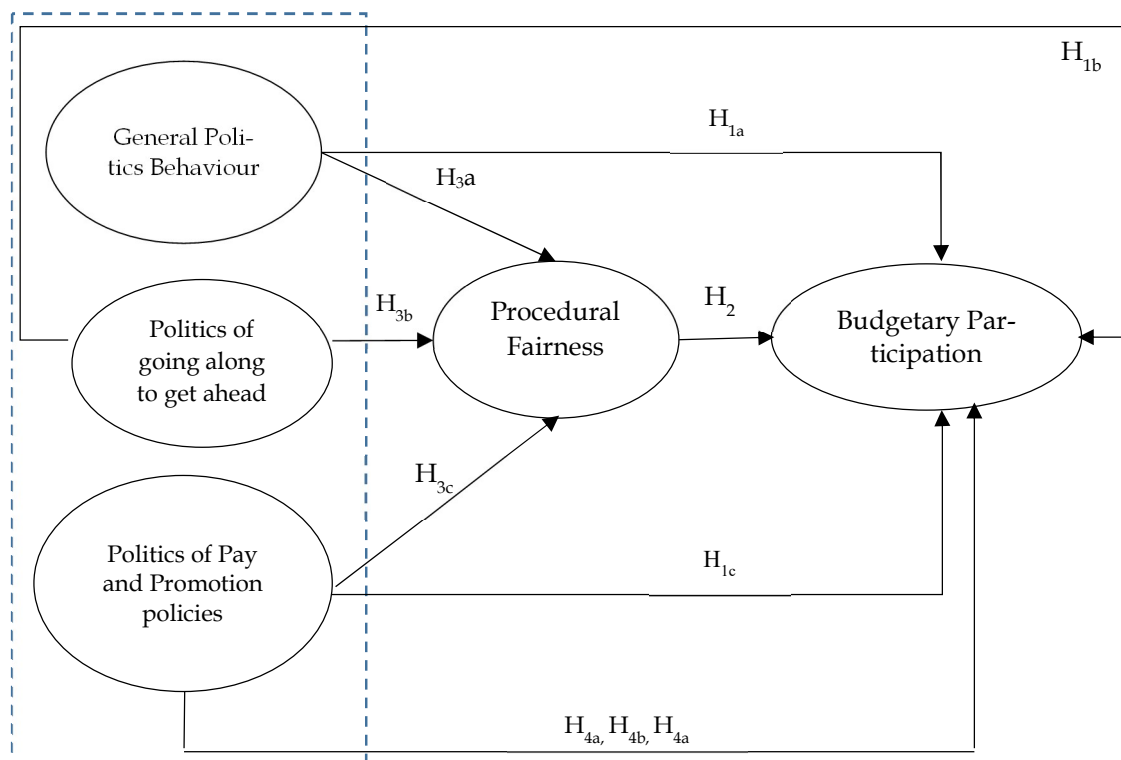 H1b
General Poli-
tics Behaviour
H1a
H3a
Politics of
going along
to get ahead
H3b
Procedural
Fairness
H2
Budgetary Par-
ticipation
H3c
Politics of Pay
and Promotion
policies
H1c
H4a, H4b, H4a